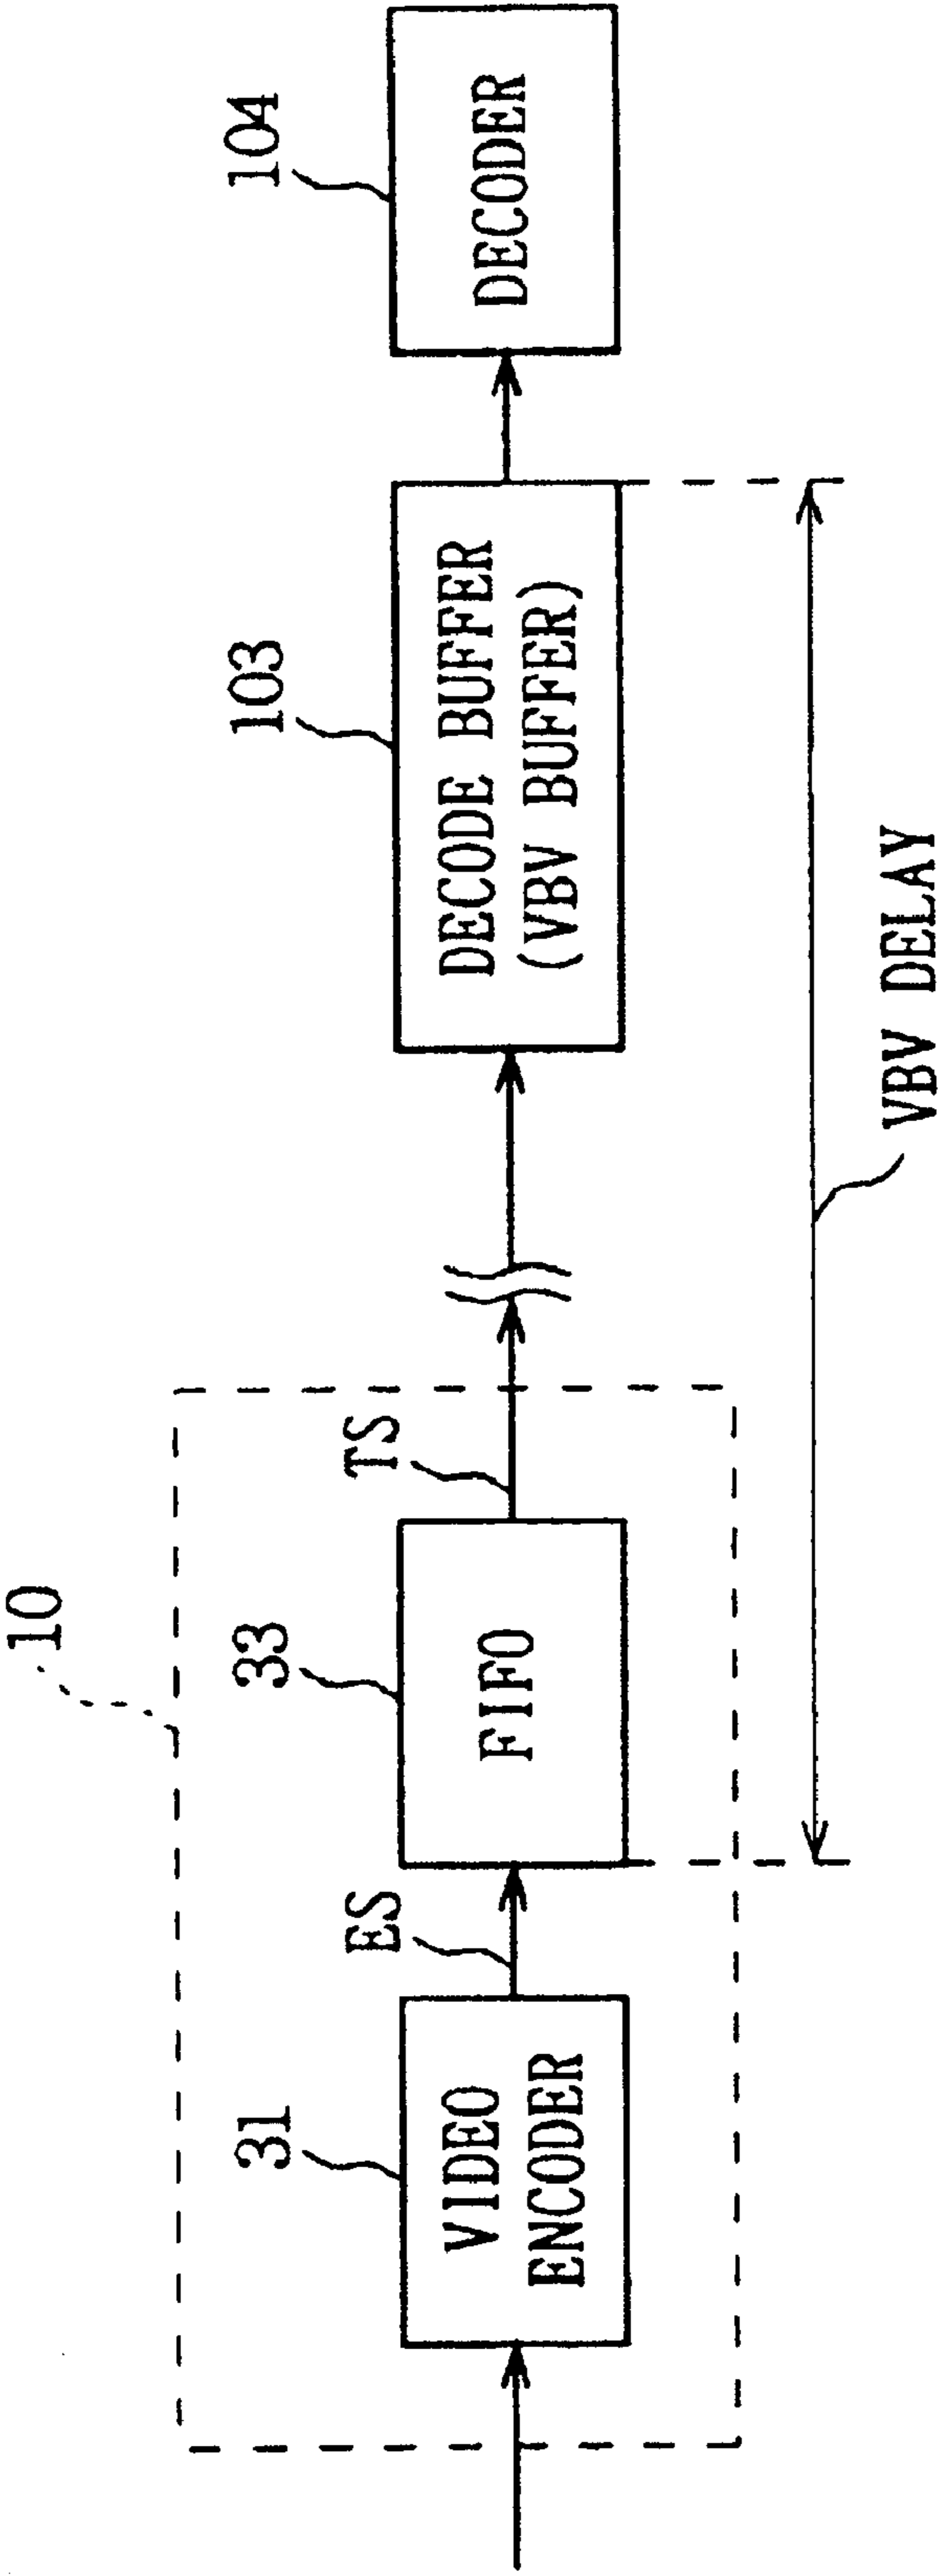 10
31
VIDEO
ENCODER
ES
33
FIFO
TS
103
DECODE BUFFER
(VBV BUFFER)
104
DECODER
VBV DELAY